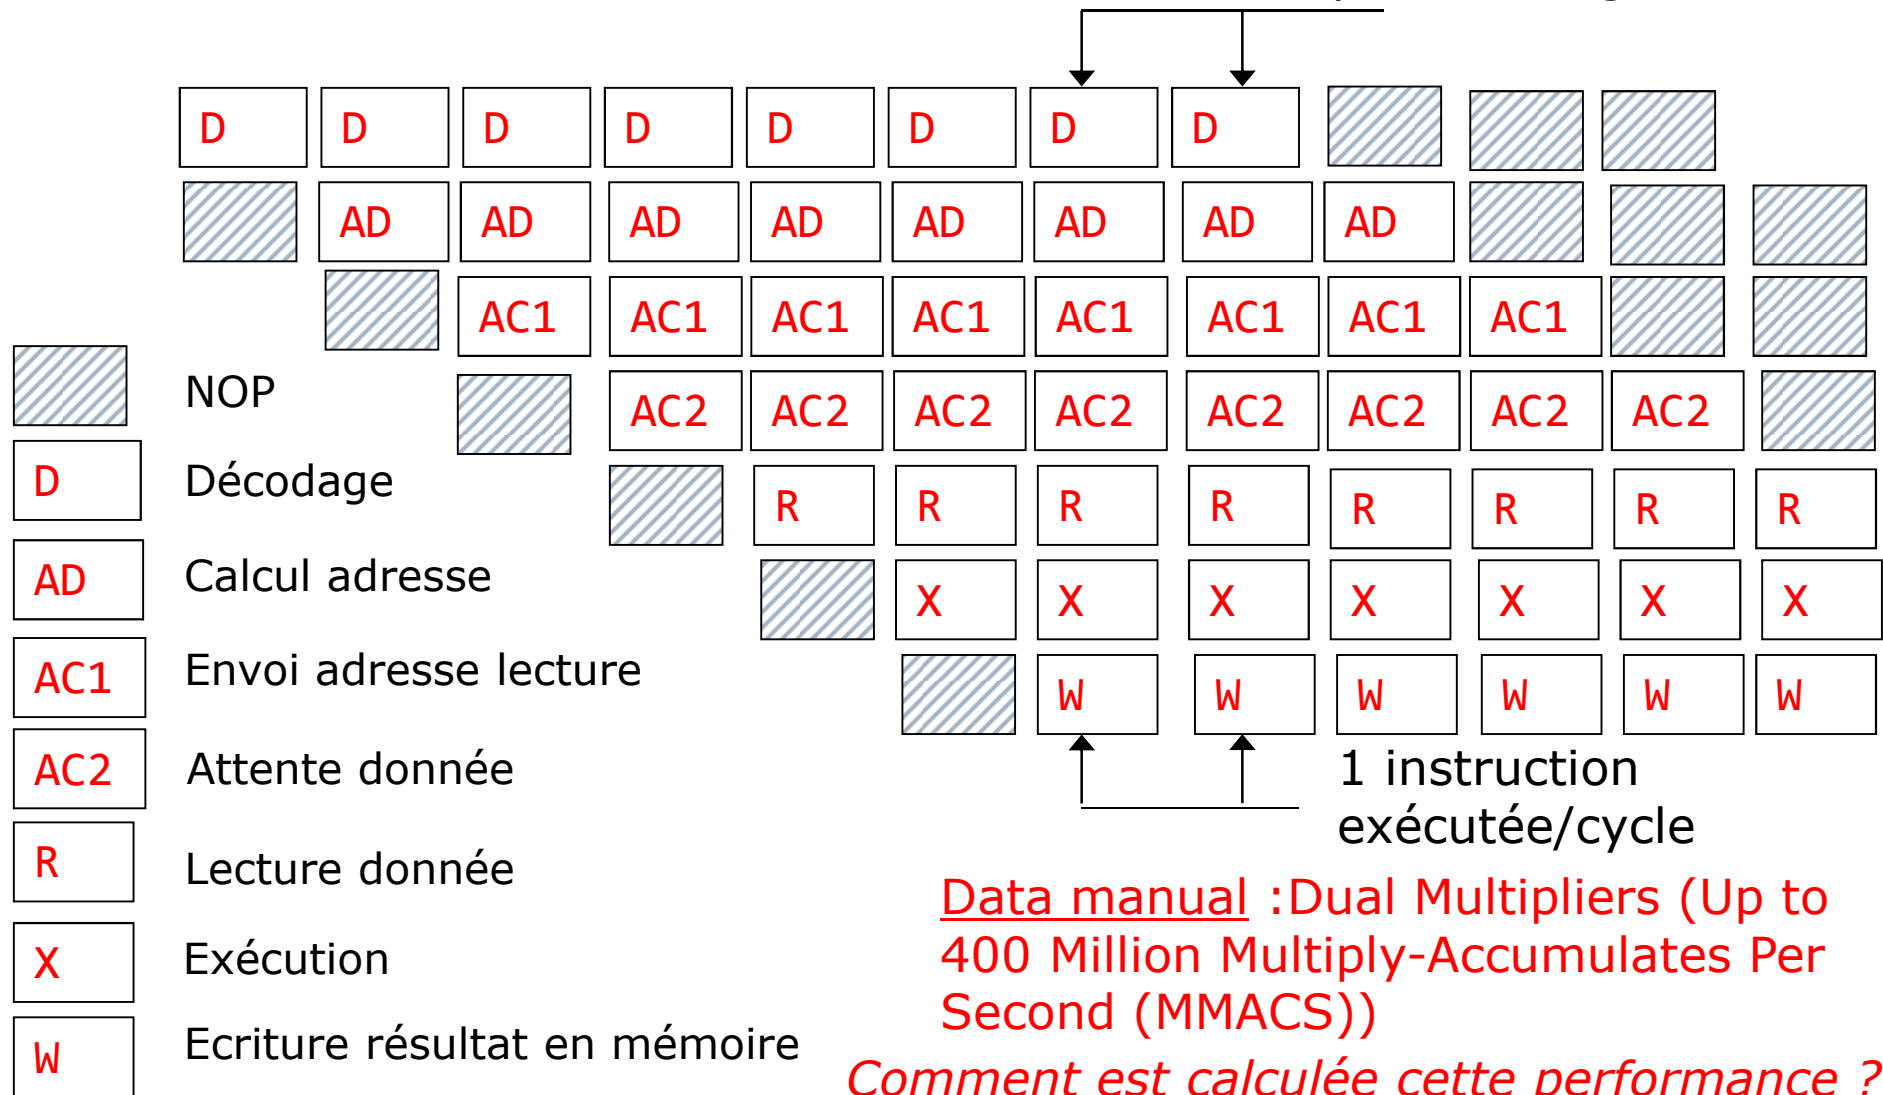 D D D D D D D D
AD AD AD AD AD AD AD AD
AC1 AC1 AC1 AC1 AC1 AC1 AC1 AC1
AC2 AC2 AC2 AC2 AC2 AC2 AC2 AC2
R R R R R R R R
X X X X X X X
W W W W W W
NOP
D Décodage
AD Calcul adresse
AC1 Envoi adresse lecture
AC2 Attente donnée
R Lecture donnée
X Exécution
W Ecriture résultat en mémoire
1 instruction
exécutée/cycle
Data manual :Dual Multipliers (Up to
400 Million Multiply-Accumulates Per
Second (MMACS))
Comment est calculée cette performance ?